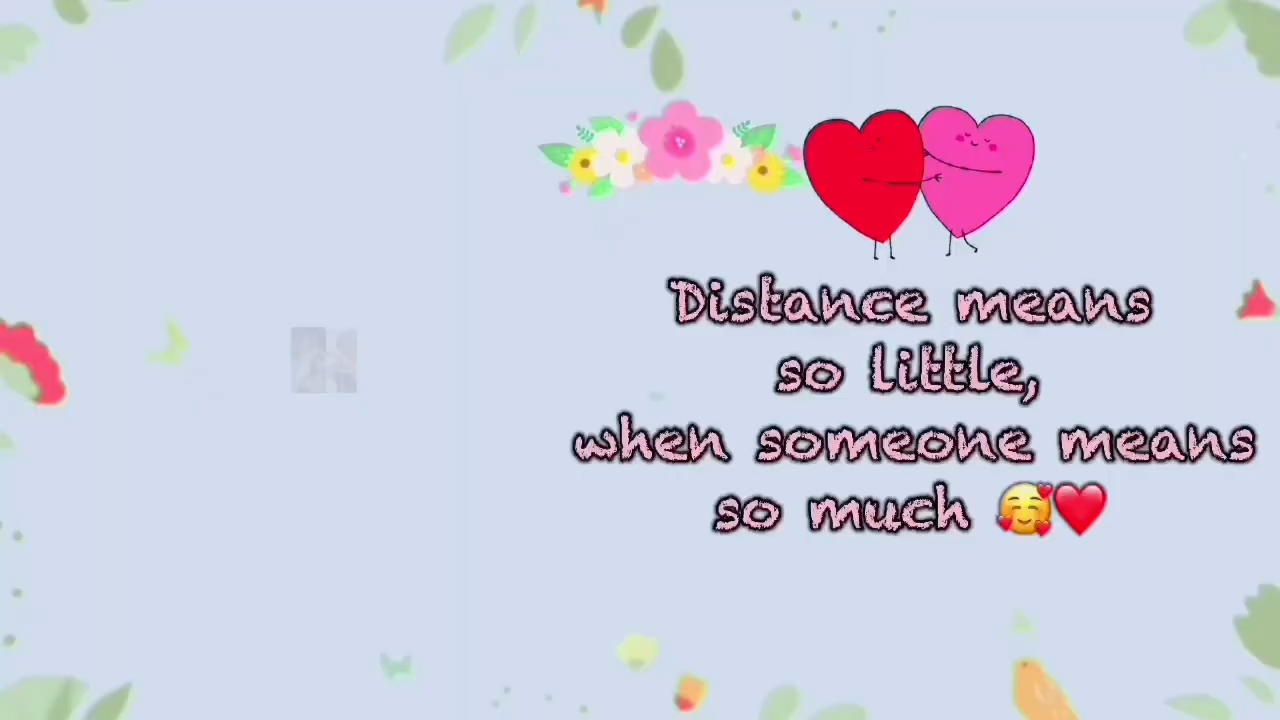 Distance means
so little,
when someone means
so much 🥰❤️